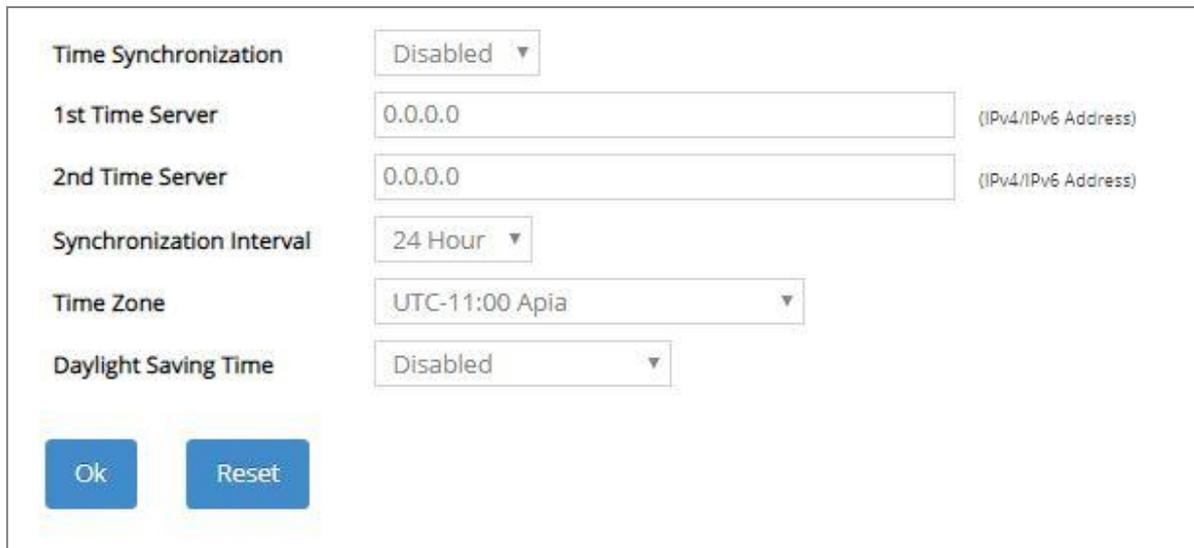 Time Synchronization Disabled
1st Time Server 0.0.0.0 (IPv4/IPv6 Address)
2nd Time Server 0.0.0.0 (IPv4/IPv6 Address)
Synchronization Interval 24 Hour
Time Zone UTC-11:00 Apia
Daylight Saving Time Disabled
Ok Reset